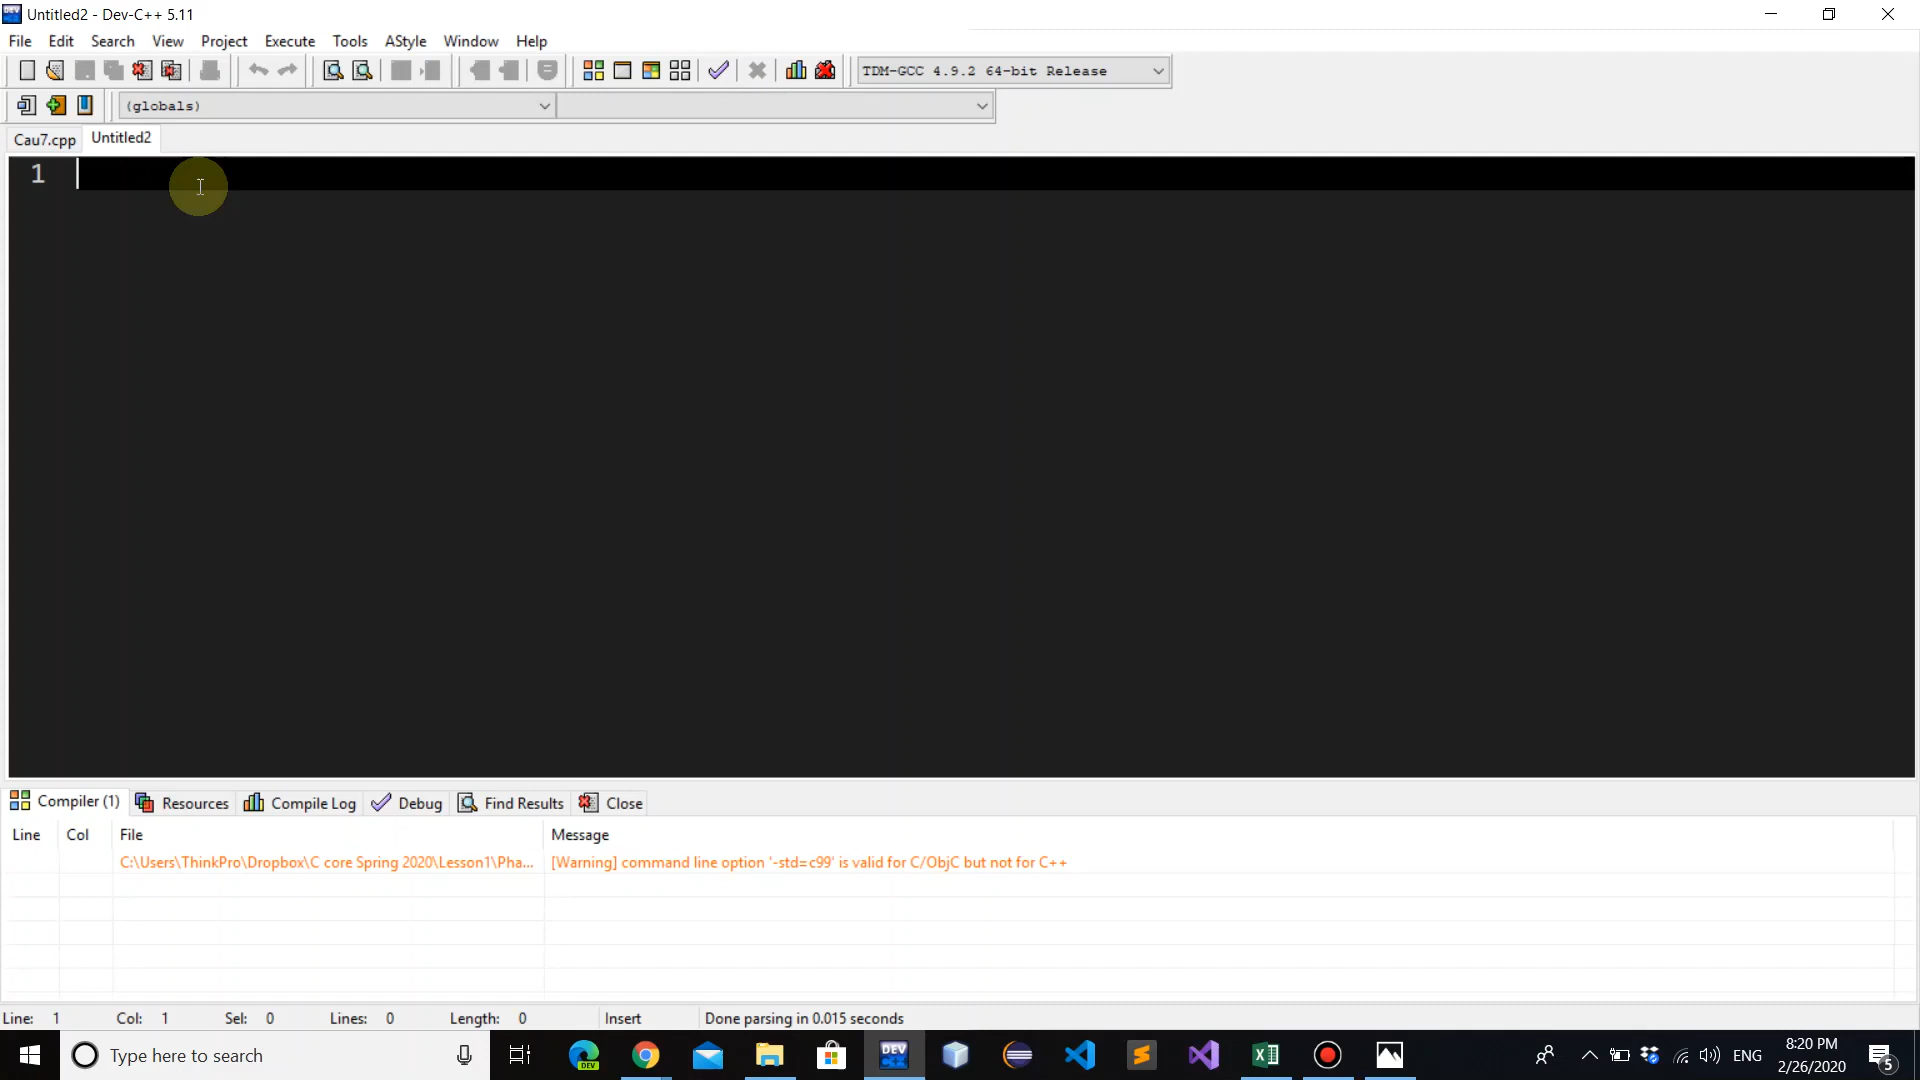 Untitled2 - Dev-C++ 5.11
File Edit Search View Project Execute Tools AStyle Window Help
TDM-GCC 4.9.2 64-bit Release
(globals)
Cau7.cpp Untitled2
1
Compiler (1) Resources Compile Log Debug Find Results Close
Line Col File Message
C:\Users\ThinkPro\Dropbox\C core Spring 2020\Lesson1\Pha... [Warning] command line option '-std=c99' is valid for C/ObjC but not for C++
Line: 1 Col: 1 Sel: 0 Lines: 0 Length: 0 Insert Done parsing in 0.015 seconds
Type here to search
DEV
DEV
ENG
8:20 PM
2/26/2020
5